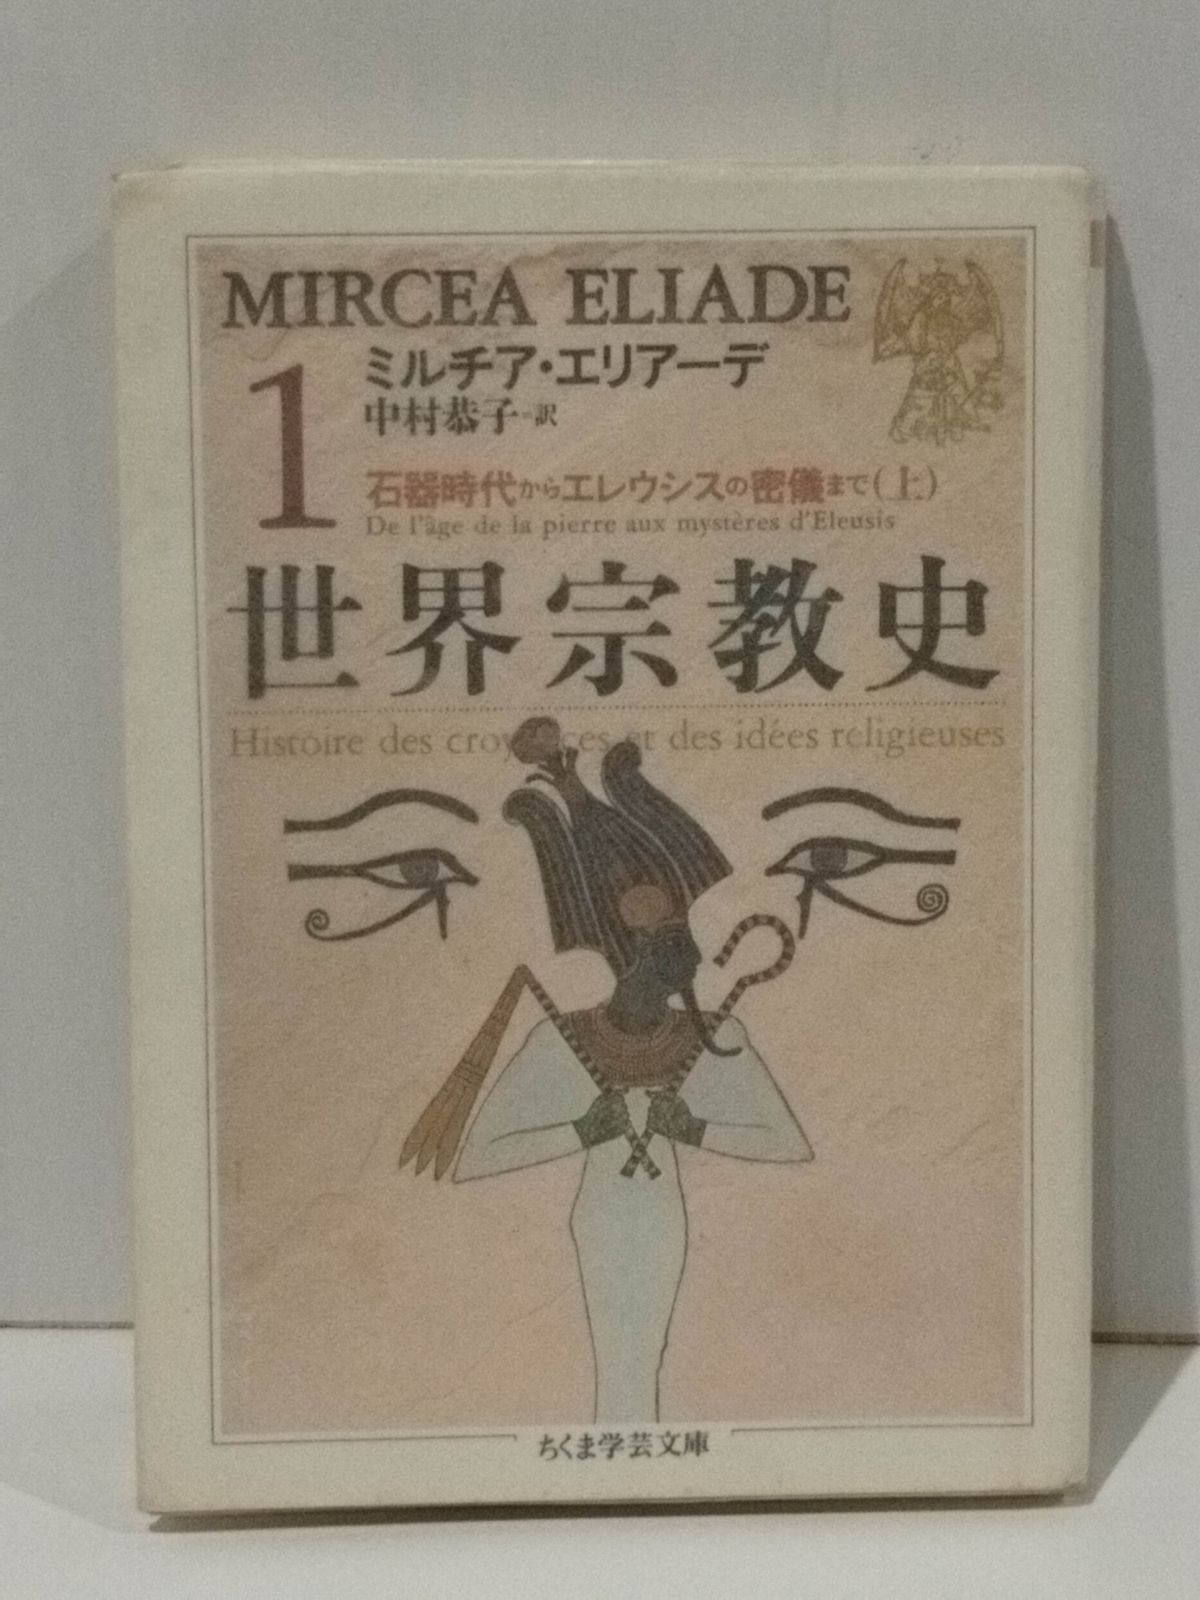 MIRCEA ELIADE
1
ミルチア・エリアーデ
中村恭子=訳
石器時代からエレウシスの密儀まで(上)
De l'âge de la pierre aux mystères d'Eleusis
世界宗教史
Histoire des croyances et des idées religieuses
ちくま学芸文庫